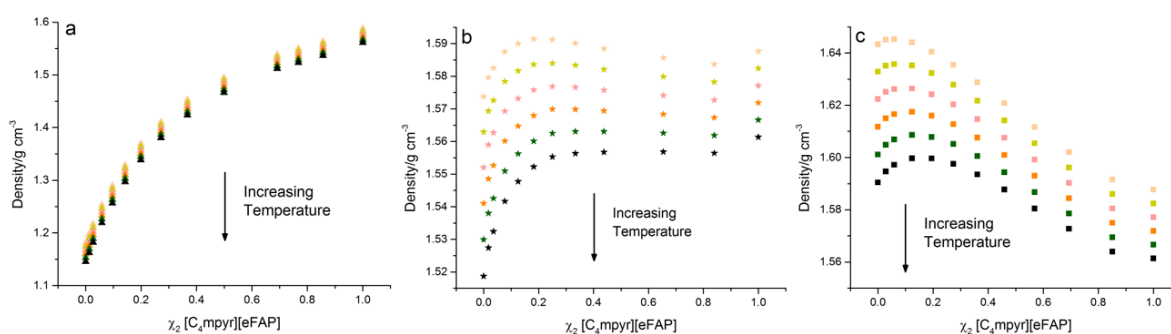 a
1.6
1.5
1.4
1.3
1.2
1.1
Density/g cm⁻³
Increasing
Temperature
0.0 0.2 0.4 0.6 0.8 1.0
χ₂ [C₄mpyr][eFAP]
b
1.59
1.58
1.57
1.56
1.55
1.54
1.53
1.52
Density/g cm⁻³
Increasing
Temperature
0.0 0.2 0.4 0.6 0.8 1.0
χ₂ [C₄mpyr][eFAP]
c
1.64
1.62
1.60
1.58
1.56
Density/g cm⁻³
Increasing
Temperature
0.0 0.2 0.4 0.6 0.8 1.0
χ₂ [C₄mpyr][eFAP]